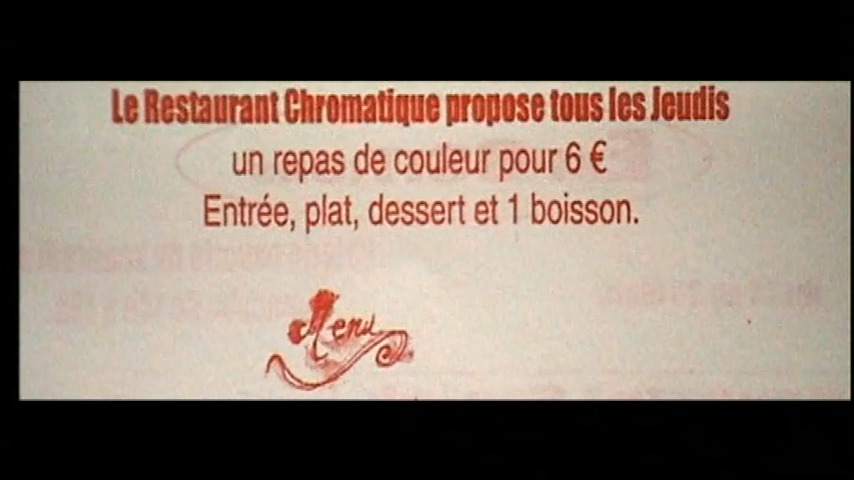 Le Restaurant Chromatique propose tous les Jeudis
un repas de couleur pour 6 €
Entrée, plat, dessert et 1 boisson.
Menu